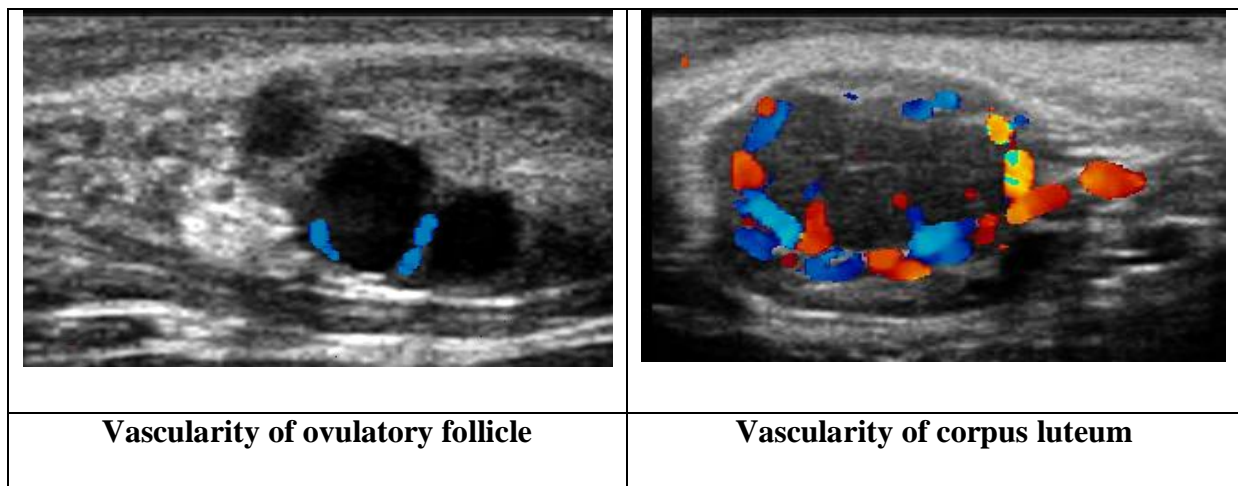 Vascularity of ovulatory follicle
Vascularity of corpus luteum